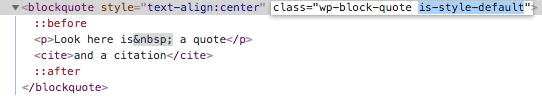 ▼<blockquote style="text-align:center" class="wp-block-quote is-style-default">
::before
<p>Look here is&nbsp; a quote</p>
<cite>and a citation</cite>
::after
</blockquote>